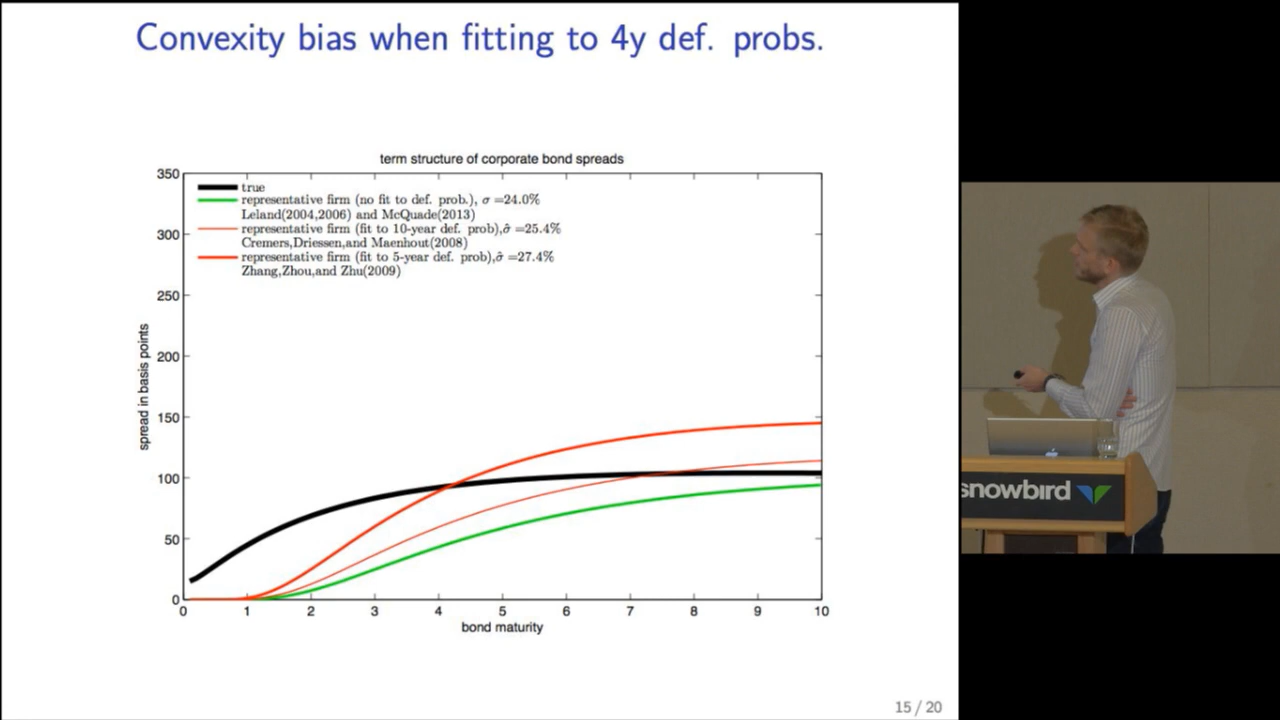 Convexity bias when fitting to 4y def. probs.
term structure of corporate bond spreads
350
300
250
200
150
100
50
0
spread in basis points
true
representative firm (no fit to def. prob.), σ =24.0%
Leland(2004,2006) and McQuade(2013)
representative firm (fit to 10-year def. prob),σ̂ =25.4%
Cremers,Driessen,and Maenhout(2008)
representative firm (fit to 5-year def. prob),σ̂ =27.4%
Zhang,Zhou,and Zhu(2009)
0 1 2 3 4 5 6 7 8 9 10
bond maturity
15 / 20
snowbird